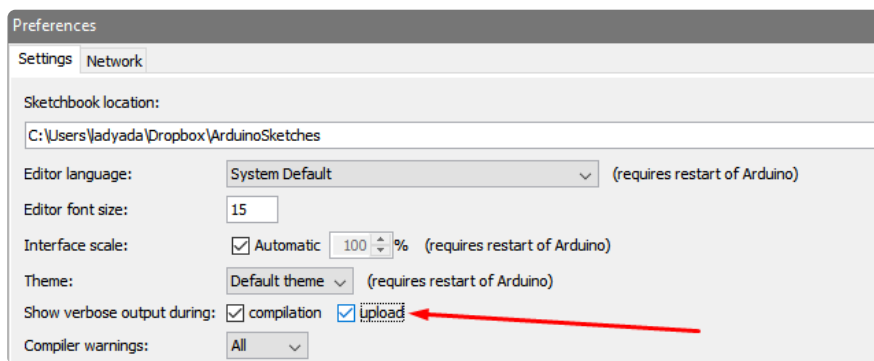 Preferences
Settings Network
Sketchbook location:
C:\Users\ladyada\Dropbox\ArduinoSketches
Editor language: System Default (requires restart of Arduino)
Editor font size: 15
Interface scale: Automatic 100 % (requires restart of Arduino)
Theme: Default theme (requires restart of Arduino)
Show verbose output during: compilation upload
Compiler warnings: All